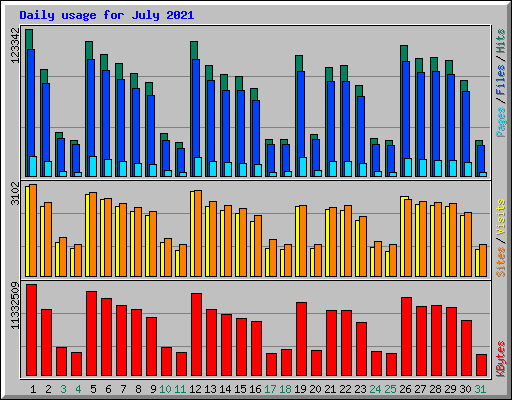 Daily usage for July 2021
123342
Pages / Files / Hits
3102
Sites / Visits
11332509
KBytes
1 2 3 4 5 6 7 8 9 10 11 12 13 14 15 16 17 18 19 20 21 22 23 24 25 26 27 28 29 30 31